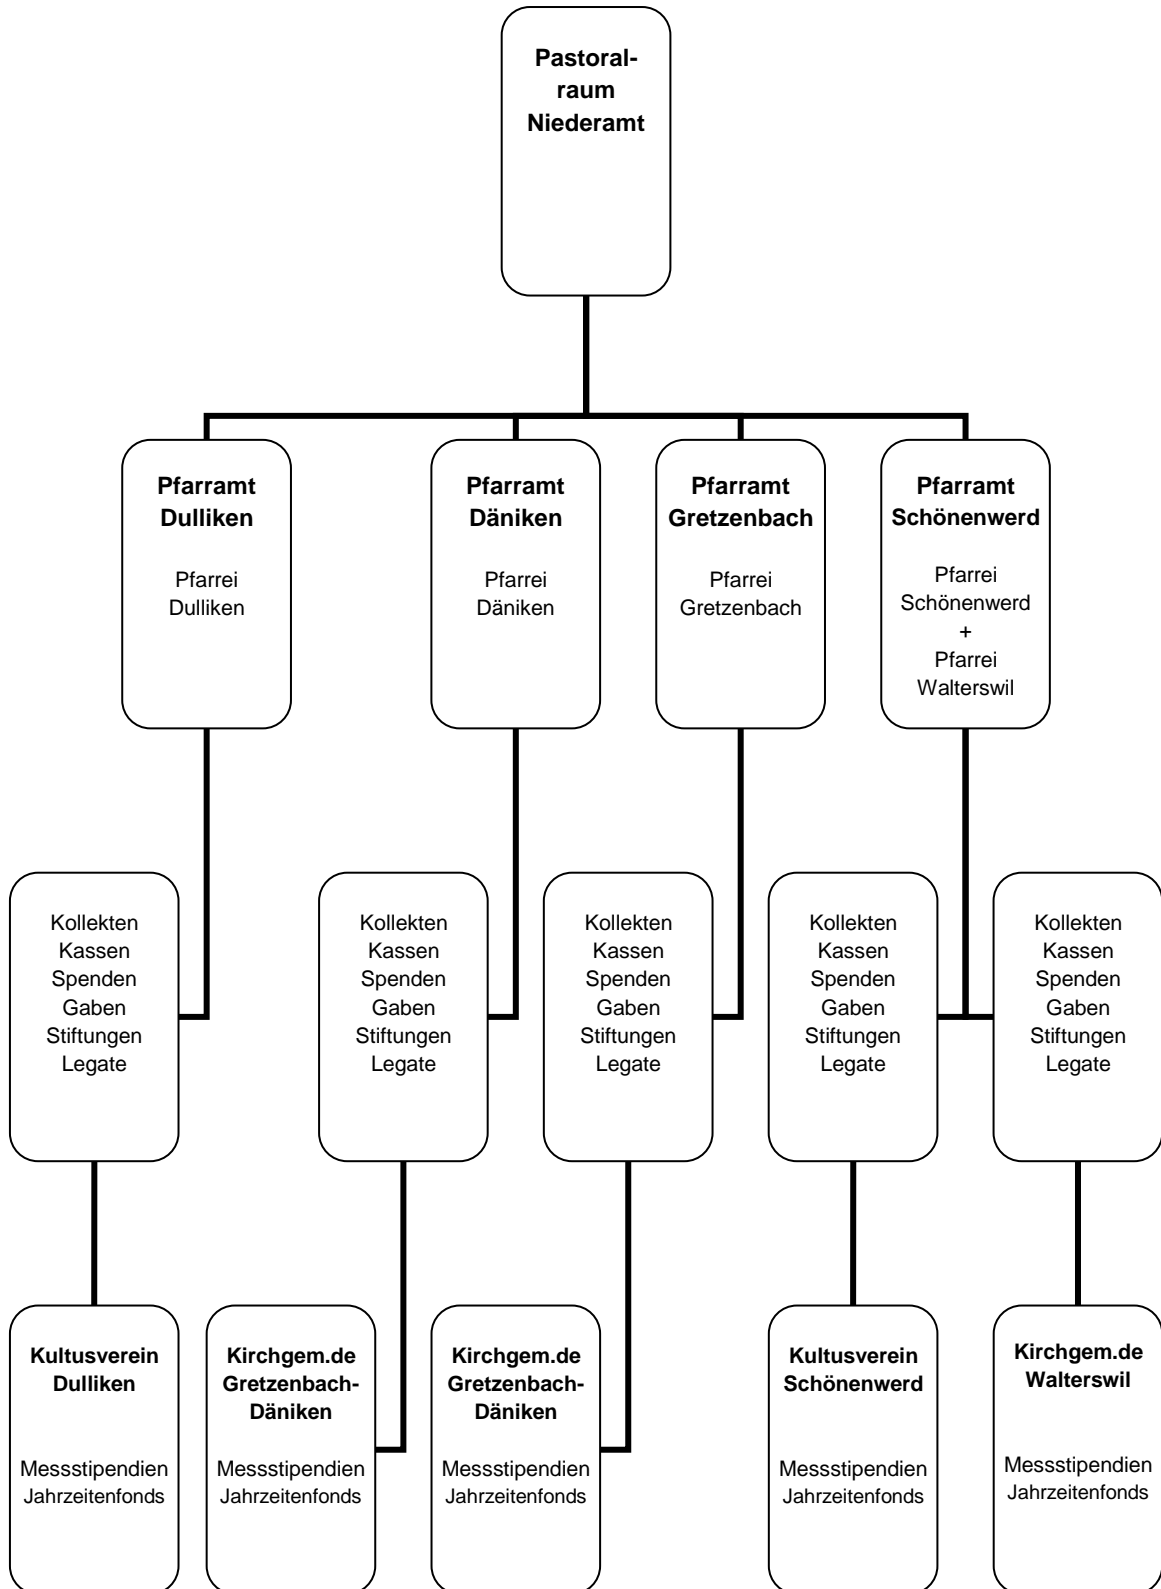 Pastoral-
raum
Niederamt
Pfarramt
Dulliken
Pfarrei
Dulliken
Pfarramt
Däniken
Pfarrei
Däniken
Pfarramt
Gretzenbach
Pfarrei
Gretzenbach
Pfarramt
Schönenwerd
Pfarrei
Schönenwerd
+
Pfarrei
Walterswil
Kollekten
Kassen
Spenden
Gaben
Stiftungen
Legate
Kollekten
Kassen
Spenden
Gaben
Stiftungen
Legate
Kollekten
Kassen
Spenden
Gaben
Stiftungen
Legate
Kollekten
Kassen
Spenden
Gaben
Stiftungen
Legate
Kollekten
Kassen
Spenden
Gaben
Stiftungen
Legate
Kultusverein
Dulliken
Messstipendien
Jahrzeitenfonds
Kirchgem.de
Gretzenbach-
Däniken
Messstipendien
Jahrzeitenfonds
Kirchgem.de
Gretzenbach-
Däniken
Messstipendien
Jahrzeitenfonds
Kultusverein
Schönenwerd
Messstipendien
Jahrzeitenfonds
Kirchgem.de
Walterswil
Messstipendien
Jahrzeitenfonds